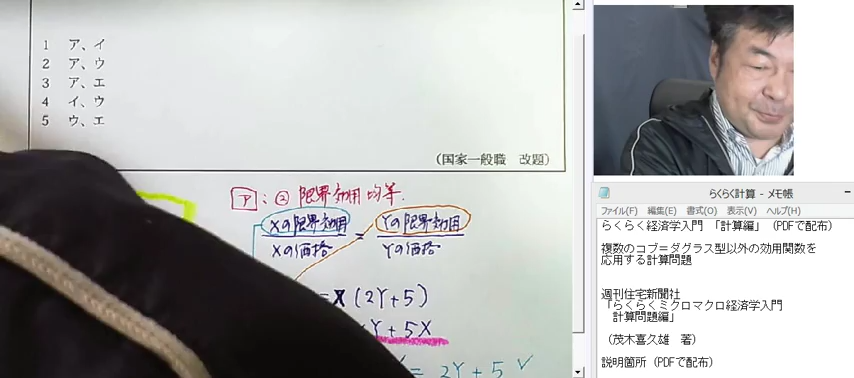 1 ア、イ
2 ア、ウ
3 ア、エ
4 イ、ウ
5 ウ、エ
(国家一般職 改題)
ア：② 限界効用均等.
Xの限界効用 = Yの限界効用
Xの価格 Yの価格
= X (2Y+5)
Y + 5X
= 2Y + 5 ✓
らくらく計算 - メモ帳
ファイル(F) 編集(E) 書式(O) 表示(V) ヘルプ(H)
らくらく経済学入門 「計算編」（PDFで配布）
複数のコブ＝ダグラス型以外の効用関数を
応用する計算問題
週刊住宅新聞社
「らくらくミクロマクロ経済学入門
計算問題編」
（茂木喜久雄 著）
説明箇所（PDFで配布）